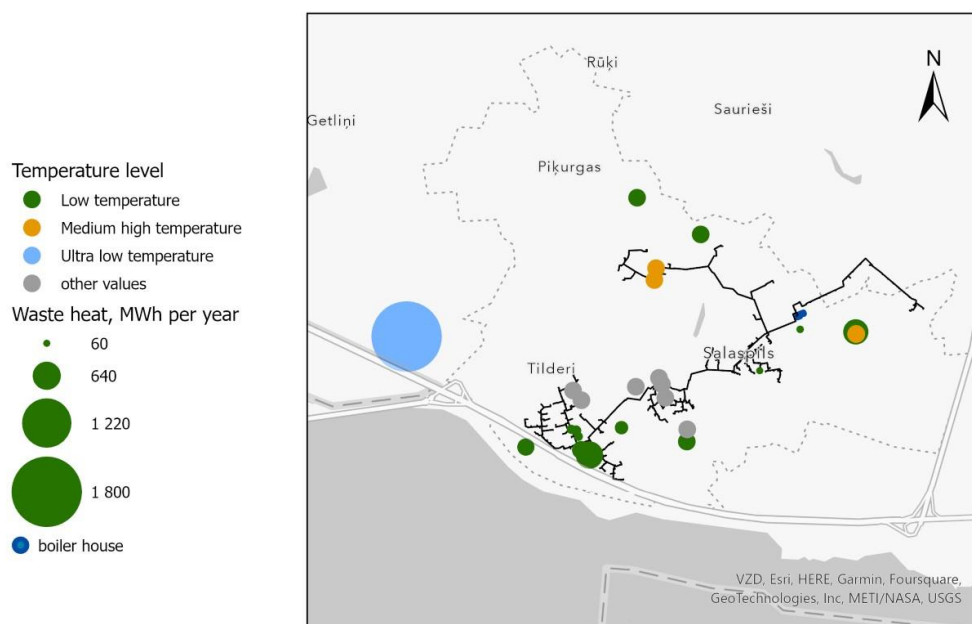 Temperature level
Low temperature
Medium high temperature
Ultra low temperature
other values
Waste heat, MWh per year
60
640
1 220
1 800
boiler house
N
Rūķi
Saurieši
Getliņi
Piķurgas
Salaspils
Tilderi
VZD, Esri, HERE, Garmin, Foursquare,
GeoTechnologies, Inc, METI/NASA, USGS